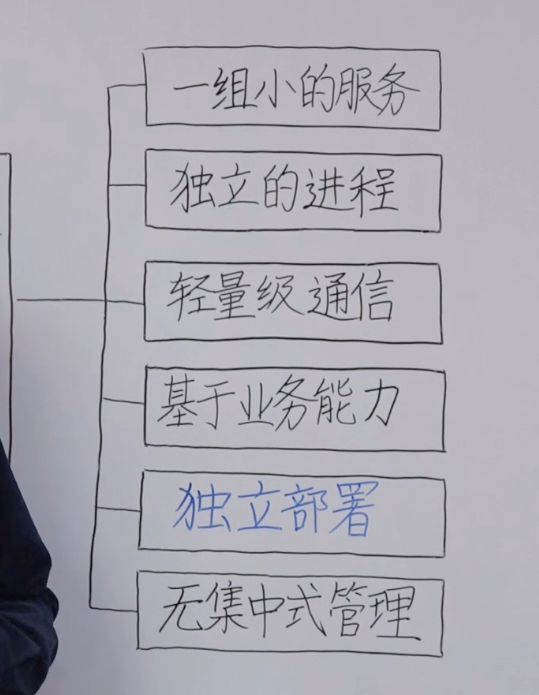 一组小的服务
独立的进程
轻量级通信
基于业务能力
独立部署
无集中式管理